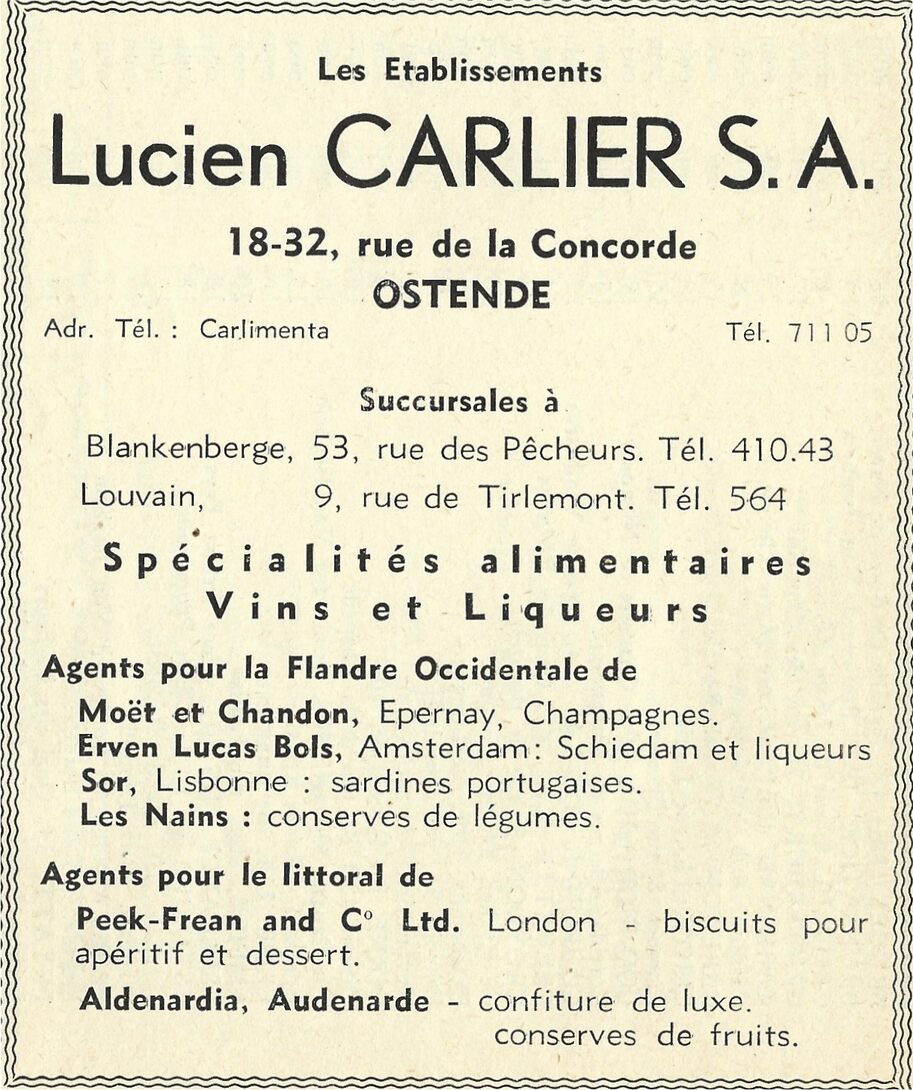 Les Etablissements
Lucien CARLIER S. A.
18-32, rue de la Concorde
OSTENDE
Adr. Tél. : Carlimenta Tél. 711 05
Succursales à
Blankenberge, 53, rue des Pêcheurs. Tél. 410.43
Louvain, 9, rue de Tirlemont. Tél. 564
Spécialités alimentaires
Vins et Liqueurs
Agents pour la Flandre Occidentale de
Moët et Chandon, Epernay, Champagnes.
Erven Lucas Bols, Amsterdam: Schiedam et liqueurs
Sor, Lisbonne : sardines portugaises.
Les Nains : conserves de légumes.
Agents pour le littoral de
Peek-Frean and Cº Ltd. London - biscuits pour
apéritif et dessert.
Aldenardia, Audenarde - confiture de luxe.
conserves de fruits.